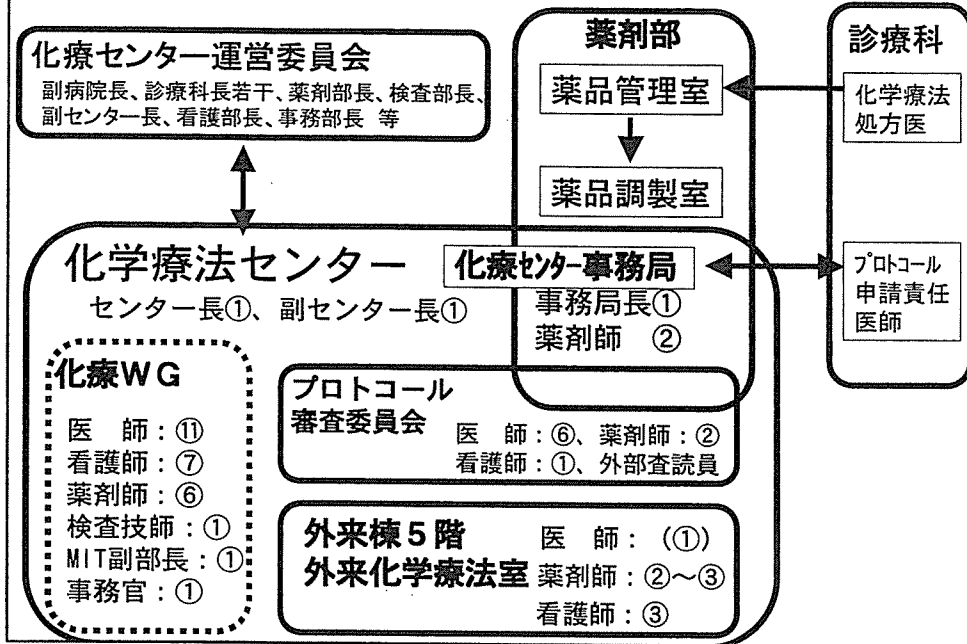 化療センター運営委員会
副病院長、診療科長若干、薬剤部長、検査部長、
副センター長、看護部長、事務部長 等
薬剤部
薬品管理室
薬品調製室
診療科
化学療法
処方医
プロトコール
申請責任
医師
化学療法センター
センター長①、副センター長①
化療センター事務局
事務局長①
薬剤師 ②
化療WG
医 師：⑪
看護師：⑦
薬剤師：⑥
検査技師：①
MIT副部長：①
事務官：①
プロトコール
審査委員会
医 師：⑥、薬剤師：②
看護師：①、外部査読員
外来棟５階
外来化学療法室
医 師： (①)
薬剤師：②～③
看護師：③